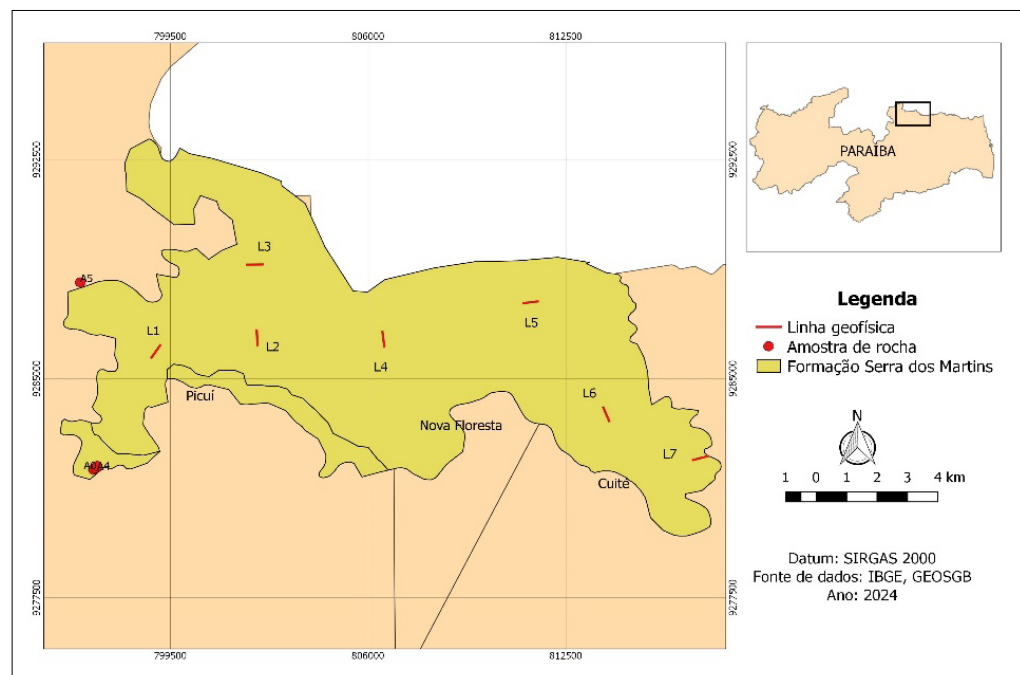 799500 806000 812500
9292500 9292500
PARAÍBA
L3
A5
L5
L1
L2
L4
Legenda
Linha geofísica
Amostra de rocha
Formação Serra dos Martins
9285000 9285000
Picuí
L6
Nova Floresta
L7
Cuité
N
1 0 1 2 3 4 km
Datum: SIRGAS 2000
Fonte de dados: IBGE, GEOSGB
Ano: 2024
9277500 9277500
799500 806000 812500